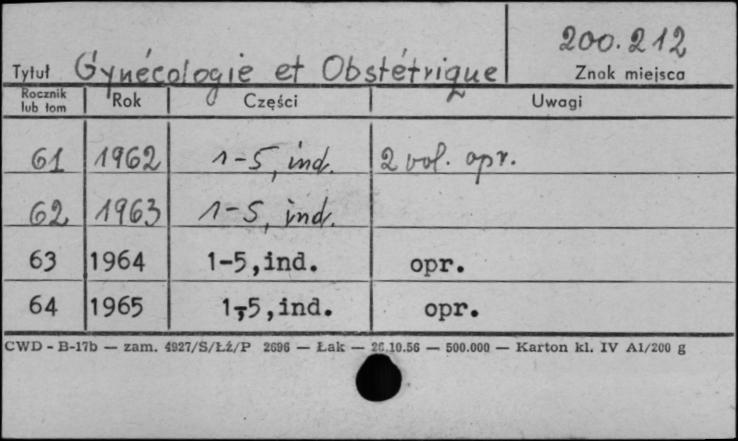 200.212
Tytuł Gynécologie et Obstétrique Znak miejsca
Rocznik lub tom Rok Części Uwagi
61 1962 1-5, ind. 2 vol. opr.
62 1963 1-5, ind.
63 1964 1-5,ind. opr.
64 1965 1-5,ind. opr.
CWD - B-17b — zam. 4927/S/Łź/P 2696 — Łak — 26.10.56 — 500.000 — Karton kl. IV A1/200 g